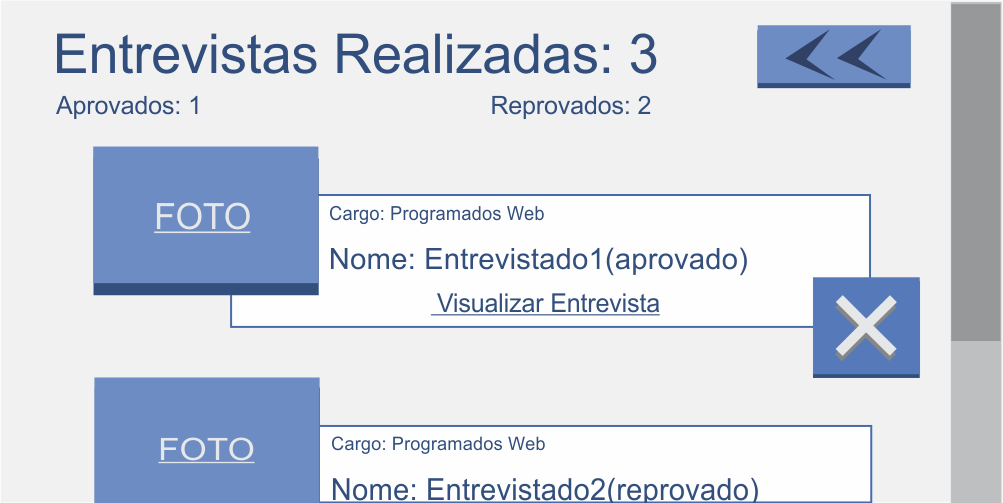 Entrevistas Realizadas: 3
Aprovados: 1
Reprovados: 2
FOTO
Cargo: Programados Web
Nome: Entrevistado1(aprovado)
Visualizar Entrevista
FOTO
Cargo: Programados Web
Nome: Entrevistado2(reprovado)